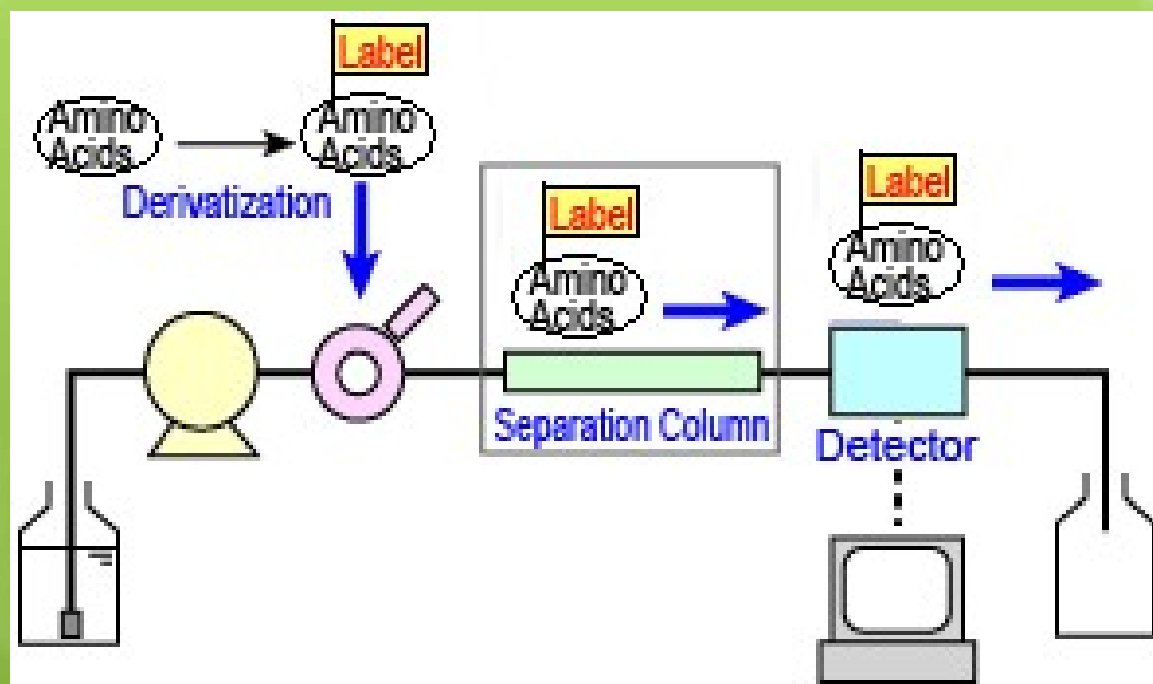 Label
Amino
Acids
Amino
Acids
Derivatization
Label
Amino
Acids
Separation Column
Label
Amino
Acids
Detector